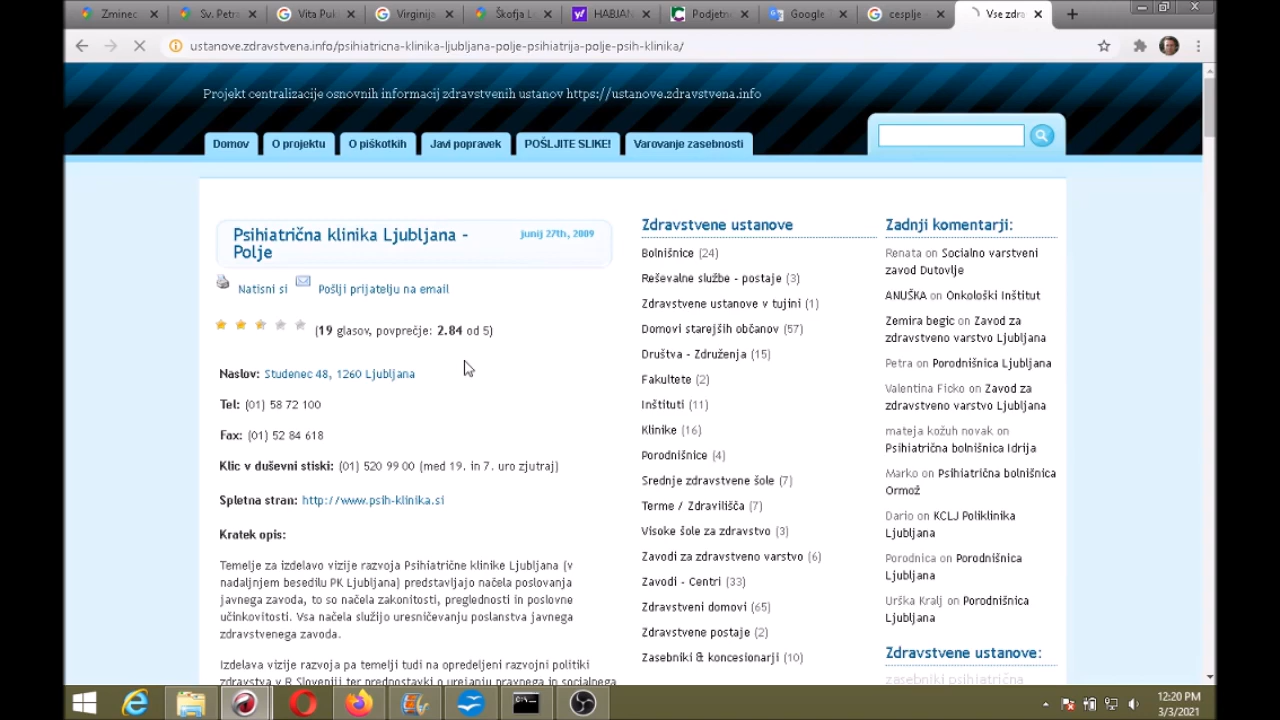 Zminec
Sv. Petra
Vita Puk
Virginija
Škofja L
HABJAN
Podjetn
Google
cesplje -
Vse zdra
ustanove.zdravstvena.info/psihiatricna-klinika-ljubljana-polje-psihiatrija-polje-psih-klinika/
Projekt centralizacije osnovnih informacij zdravstvenih ustanov https://ustanove.zdravstvena.info
Domov
O projektu
O piškotkih
Javi popravek
POŠLJITE SLIKE!
Varovanje zasebnosti
Psihiatrična klinika Ljubljana -
Polje
junij 27th, 2009
Natisni si
Pošlji prijatelju na email
(19 glasov, povprečje: 2.84 od 5)
Naslov: Studenec 48, 1260 Ljubljana
Tel: (01) 58 72 100
Fax: (01) 52 84 618
Klic v duševni stiski: (01) 520 99 00 (med 19. in 7. uro zjutraj)
Spletna stran: http://www.psih-klinika.si
Kratek opis:
Temelje za izdelavo vizije razvoja Psihiatrične klinike Ljubljana (v
nadaljnjem besedilu PK Ljubljana) predstavljajo načela poslovanja
javnega zavoda, to so načela zakonitosti, preglednosti in poslovne
učinkovitosti. Vsa načela služijo uresničevanju poslanstva javnega
zdravstvenega zavoda.
Izdelava vizije razvoja pa temelji tudi na opredeljeni razvojni politiki
zdravstva v R Sloveniji ter predpostavki o urejanju pravnega in socialnega
Zdravstvene ustanove
Bolnišnice (24)
Reševalne službe - postaje (3)
Zdravstvene ustanove v tujini (1)
Domovi starejših občanov (57)
Društva - Združenja (15)
Fakultete (2)
Inštituti (11)
Klinike (16)
Porodnišnice (4)
Srednje zdravstvene šole (7)
Terme / Zdravilišča (7)
Visoke šole za zdravstvo (3)
Zavodi za zdravstveno varstvo (6)
Zavodi - Centri (33)
Zdravstveni domovi (65)
Zdravstvene postaje (2)
Zasebniki & koncesionarji (10)
Zadnji komentarji:
Renata on Socialno varstveni
zavod Dutovlje
ANUŠKA on Onkološki Inštitut
Zemira begic on Zavod za
zdravstveno varstvo Ljubljana
Petra on Porodnišnica Ljubljana
Valentina Ficko on Zavod za
zdravstveno varstvo Ljubljana
mateja kožuh novak on
Psihiatrična bolnišnica Idrija
Marko on Psihiatrična bolnišnica
Ormož
Dario on KCLJ Poliklinika
Ljubljana
Porodnica on Porodnišnica
Ljubljana
Urška Kralj on Porodnišnica
Ljubljana
Zdravstvene ustanove:
zasebniki psihiatrična
12:20 PM
3/3/2021